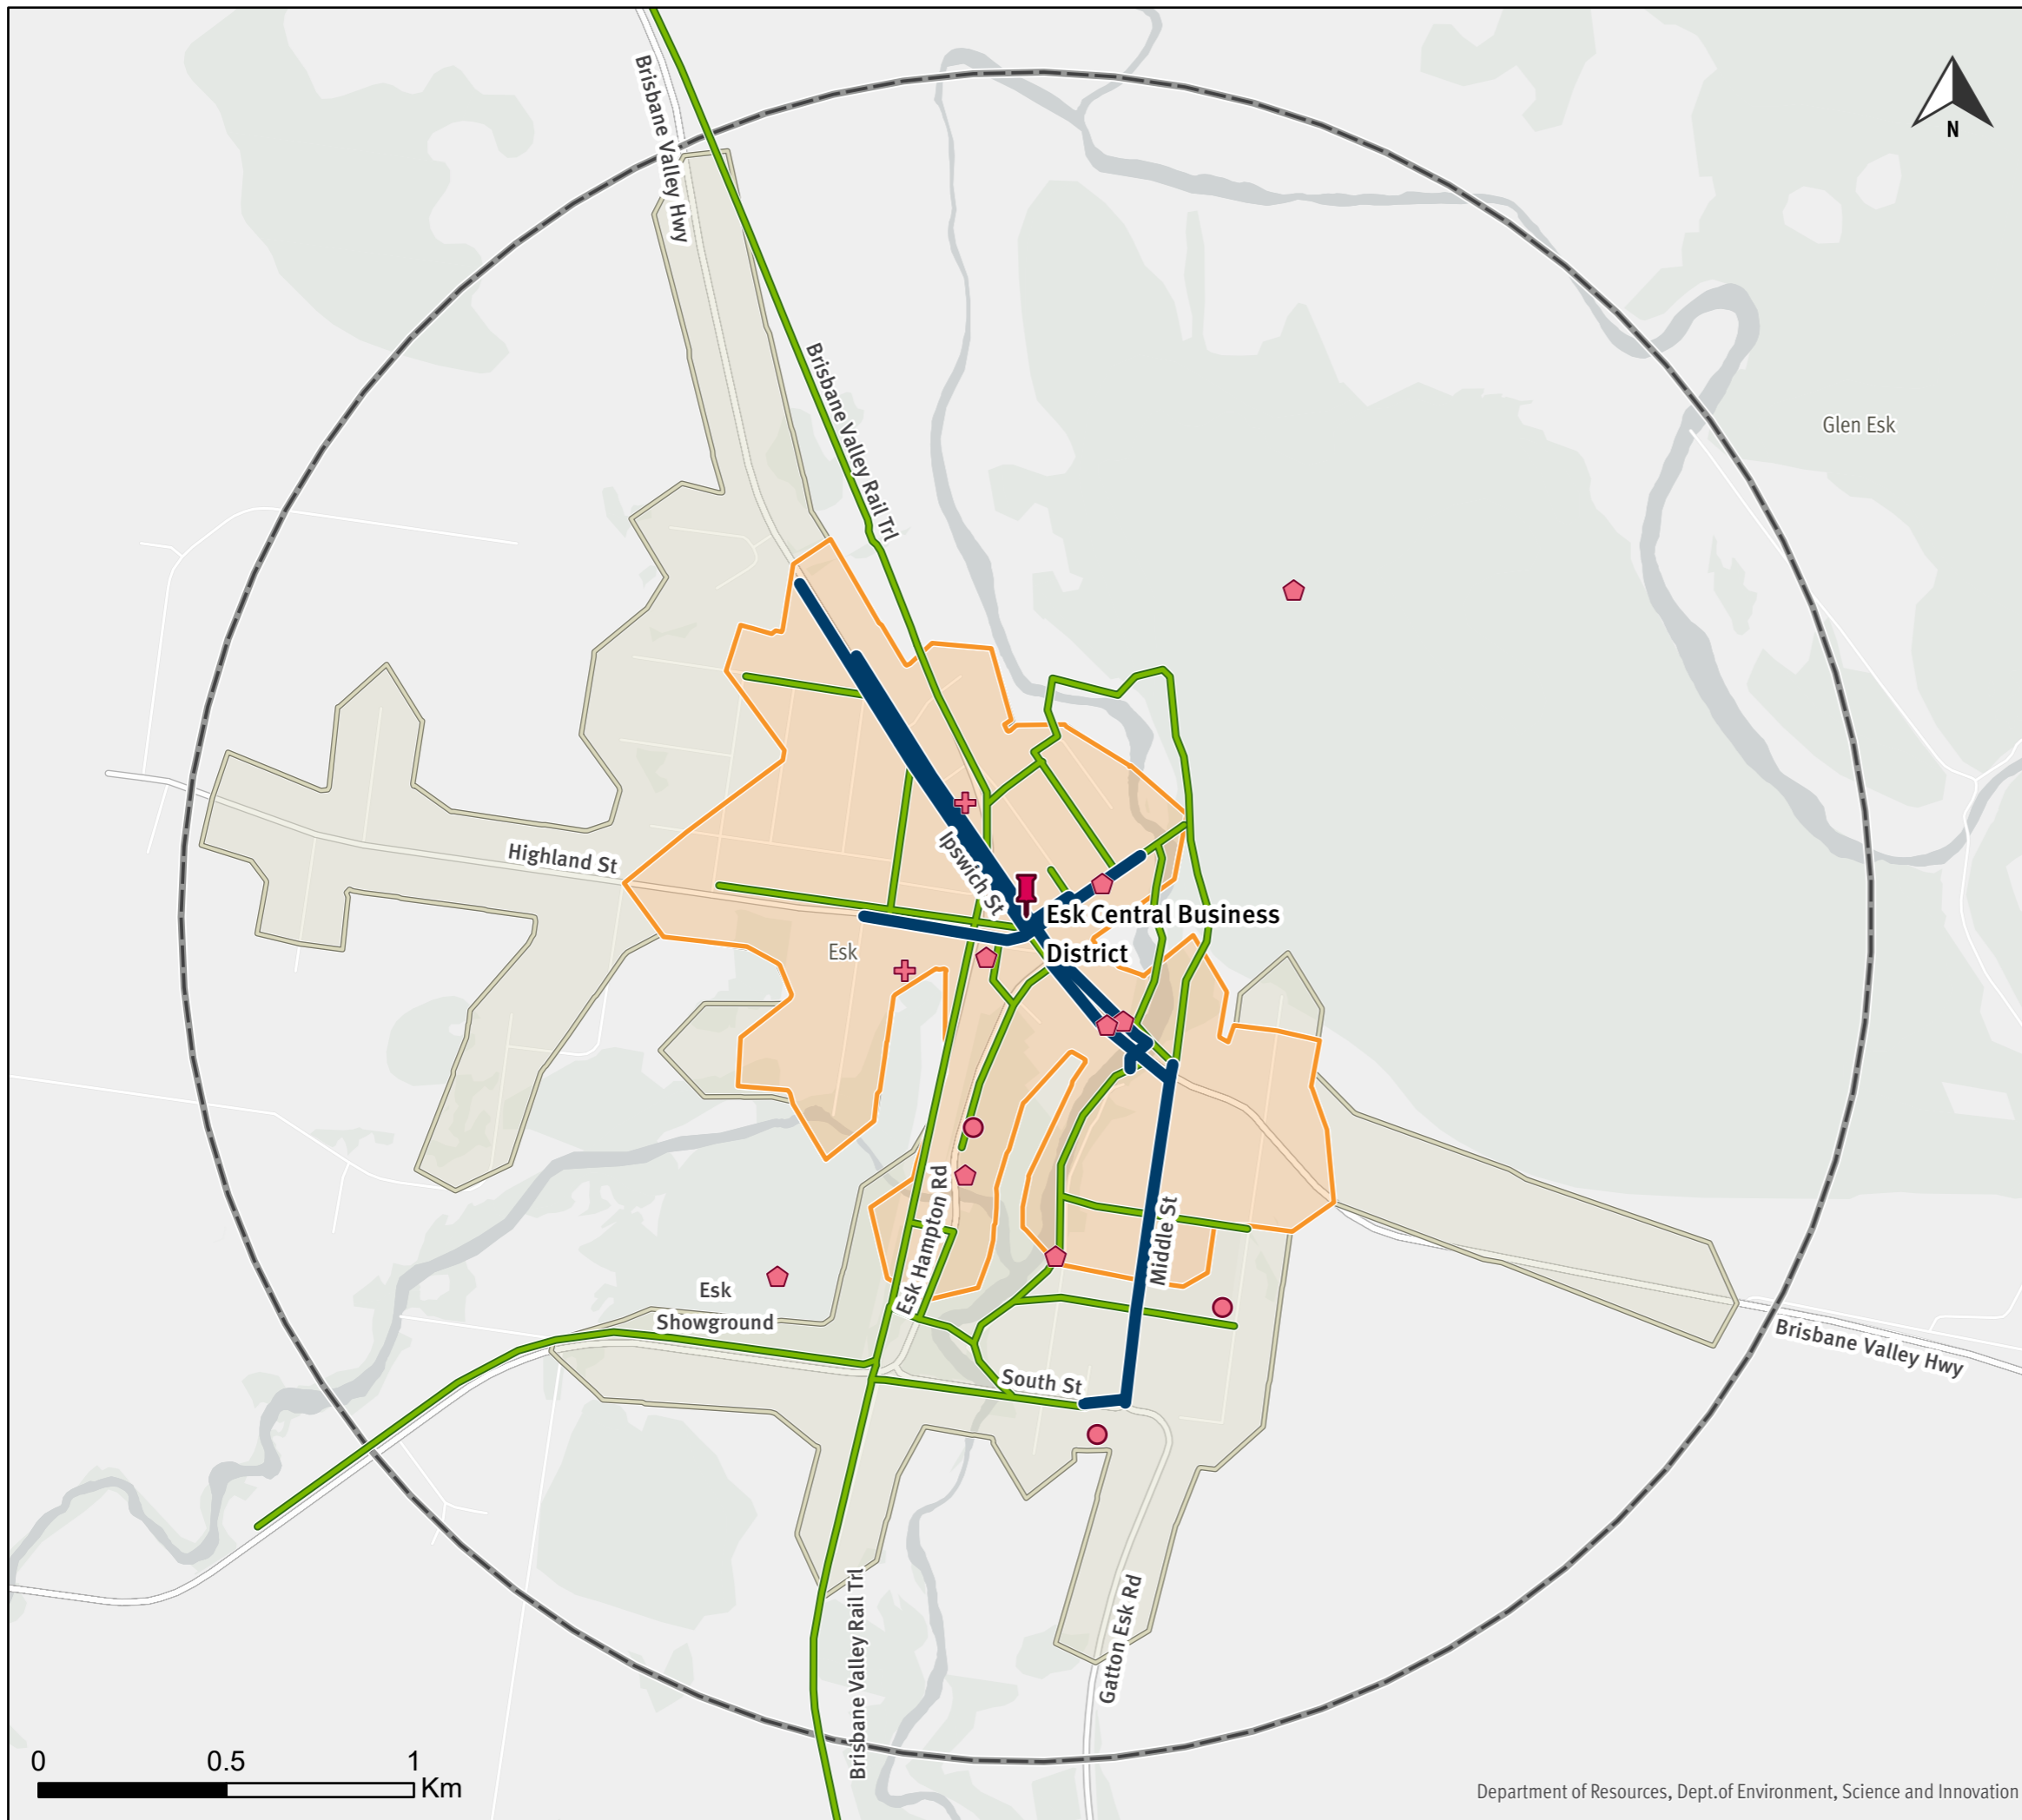 Brisbane Valley Hwy
N
Brisbane Valley Rail Trl
Glen Esk
Ipswich St
Highland St
Esk Central Business
District
Esk
Esk Hampton Rd
Middle St
Esk
Showground
Brisbane Valley Hwy
South St
Brisbane Valley Rail Trl
Gatton Esk Rd
0 0.5 1
Km
Department of Resources, Dept.of Environment, Science and Innovation